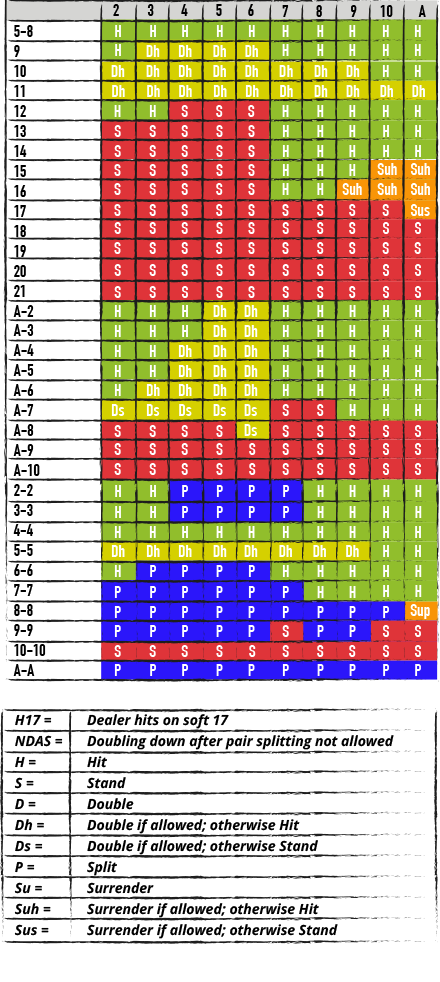 2 3 4 5 6 7 8 9 10 A
5-8 H H H H H H H H H H
9 H Dh Dh Dh Dh H H H H H
10 Dh Dh Dh Dh Dh Dh Dh Dh H H
11 Dh Dh Dh Dh Dh Dh Dh Dh Dh Dh
12 H H S S S H H H H H
13 S S S S S H H H H H
14 S S S S S H H H H H
15 S S S S S H H H Suh Suh
16 S S S S S H H Suh Suh Suh
17 S S S S S S S S S Sus
18 S S S S S S S S S S
19 S S S S S S S S S S
20 S S S S S S S S S S
21 S S S S S S S S S S
A-2 H H H Dh Dh H H H H H
A-3 H H H Dh Dh H H H H H
A-4 H H Dh Dh Dh H H H H H
A-5 H H Dh Dh Dh H H H H H
A-6 H Dh Dh Dh Dh H H H H H
A-7 Ds Ds Ds Ds Ds S S H H H
A-8 S S S S Ds S S S S S
A-9 S S S S S S S S S S
A-10 S S S S S S S S S S
2-2 H H P P P P H H H H
3-3 H H P P P P H H H H
4-4 H H H H H H H H H H
5-5 Dh Dh Dh Dh Dh Dh Dh Dh H H
6-6 H P P P P H H H H H
7-7 P P P P P P H H H H
8-8 P P P P P P P P P Sup
9-9 P P P P P S P P S S
10-10 S S S S S S S S S S
A-A P P P P P P P P P P
H17 = Dealer hits on soft 17
NDAS = Doubling down after pair splitting not allowed
H = Hit
S = Stand
D = Double
Dh = Double if allowed; otherwise Hit
Ds = Double if allowed; otherwise Stand
P = Split
Su = Surrender
Suh = Surrender if allowed; otherwise Hit
Sus = Surrender if allowed; otherwise Stand